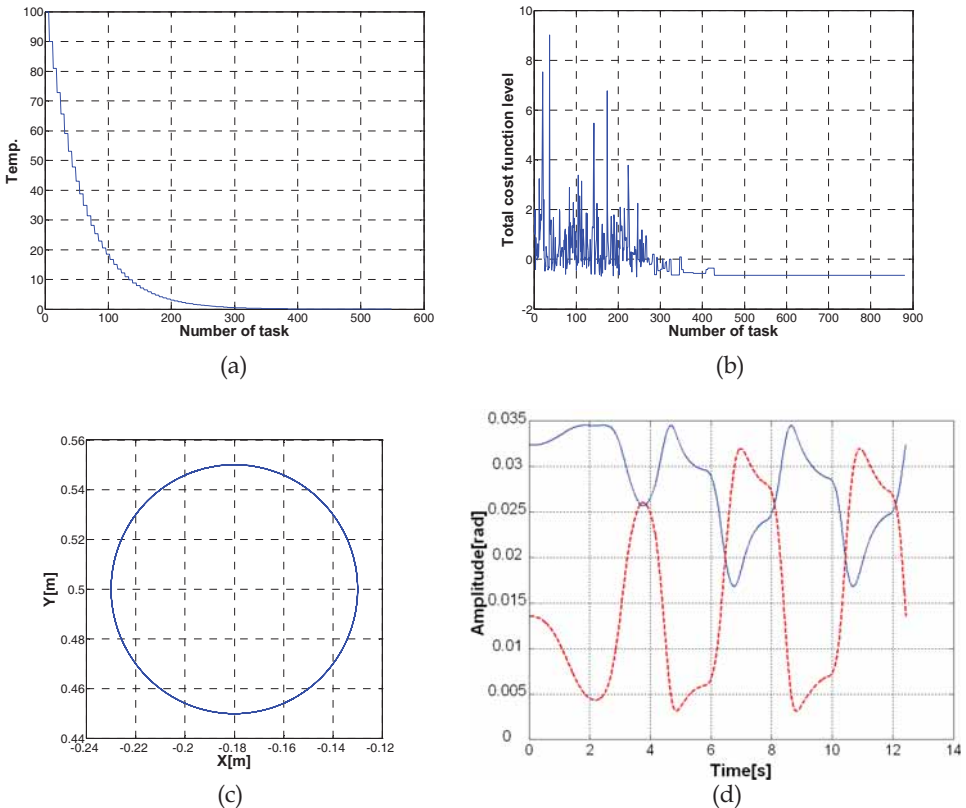 100
90
80
70
60
50
40
30
20
10
0
Temp.
0 100 200 300 400 500 600
Number of task
(a)
10
8
6
4
2
0
-2
Total cost function level
0 100 200 300 400 500 600 700 800 900
Number of task
(b)
0.56
0.54
0.52
0.5
0.48
0.46
0.44
Y[m]
-0.24 -0.22 -0.2 -0.18 -0.16 -0.14 -0.12
X[m]
(c)
0.035
0.03
0.025
0.02
0.015
0.01
0.005
0
Amplitude[rad]
0 2 4 6 8 10 12 14
Time[s]
(d)